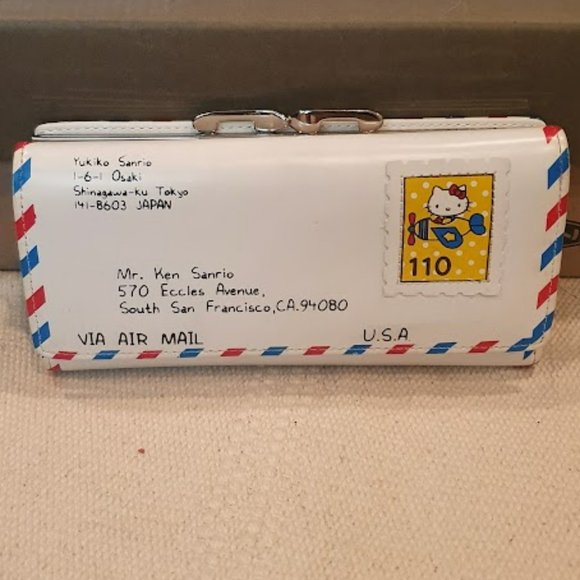 Yukiko Sanrio
1-6-1 Osaki
Shinagawa-ku Tokyo
141-8603 JAPAN
110
Mr. Ken Sanrio
570 Eccles Avenue,
South San Francisco,CA.94080
VIA AIR MAIL
U.S.A